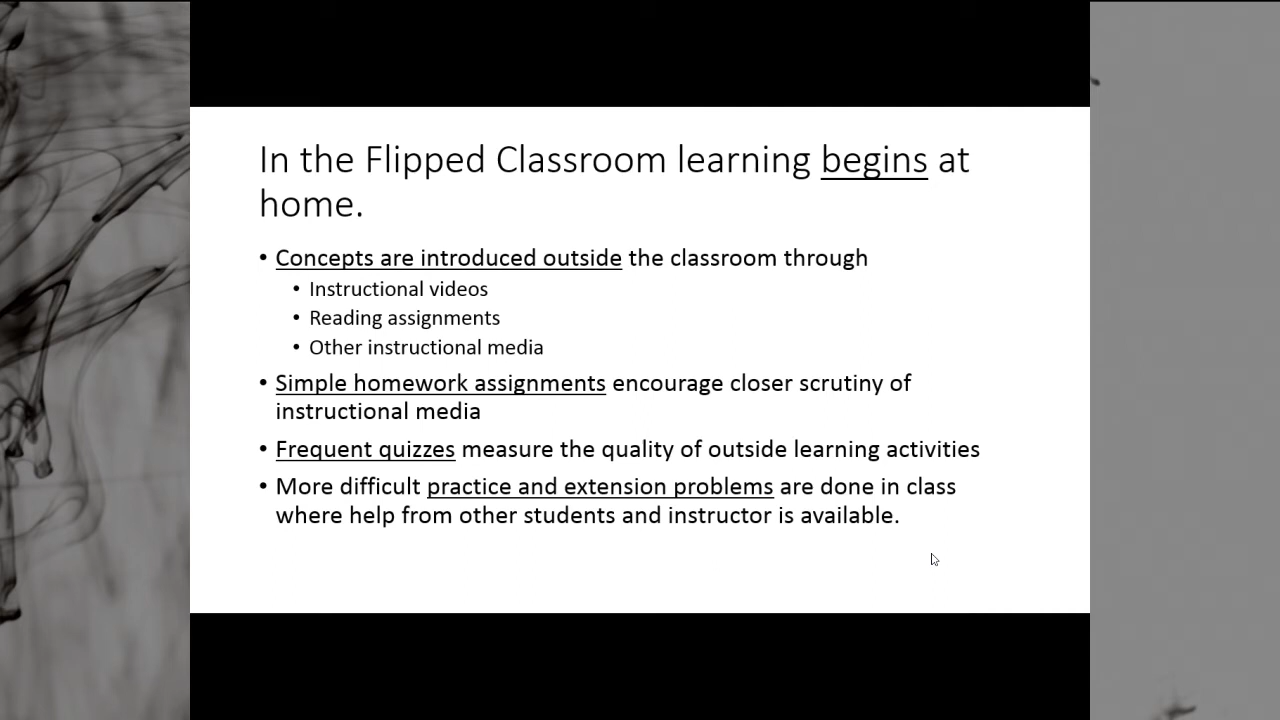 In the Flipped Classroom learning begins at
home.
• Concepts are introduced outside the classroom through
• Instructional videos
• Reading assignments
• Other instructional media
• Simple homework assignments encourage closer scrutiny of
instructional media
• Frequent quizzes measure the quality of outside learning activities
• More difficult practice and extension problems are done in class
where help from other students and instructor is available.